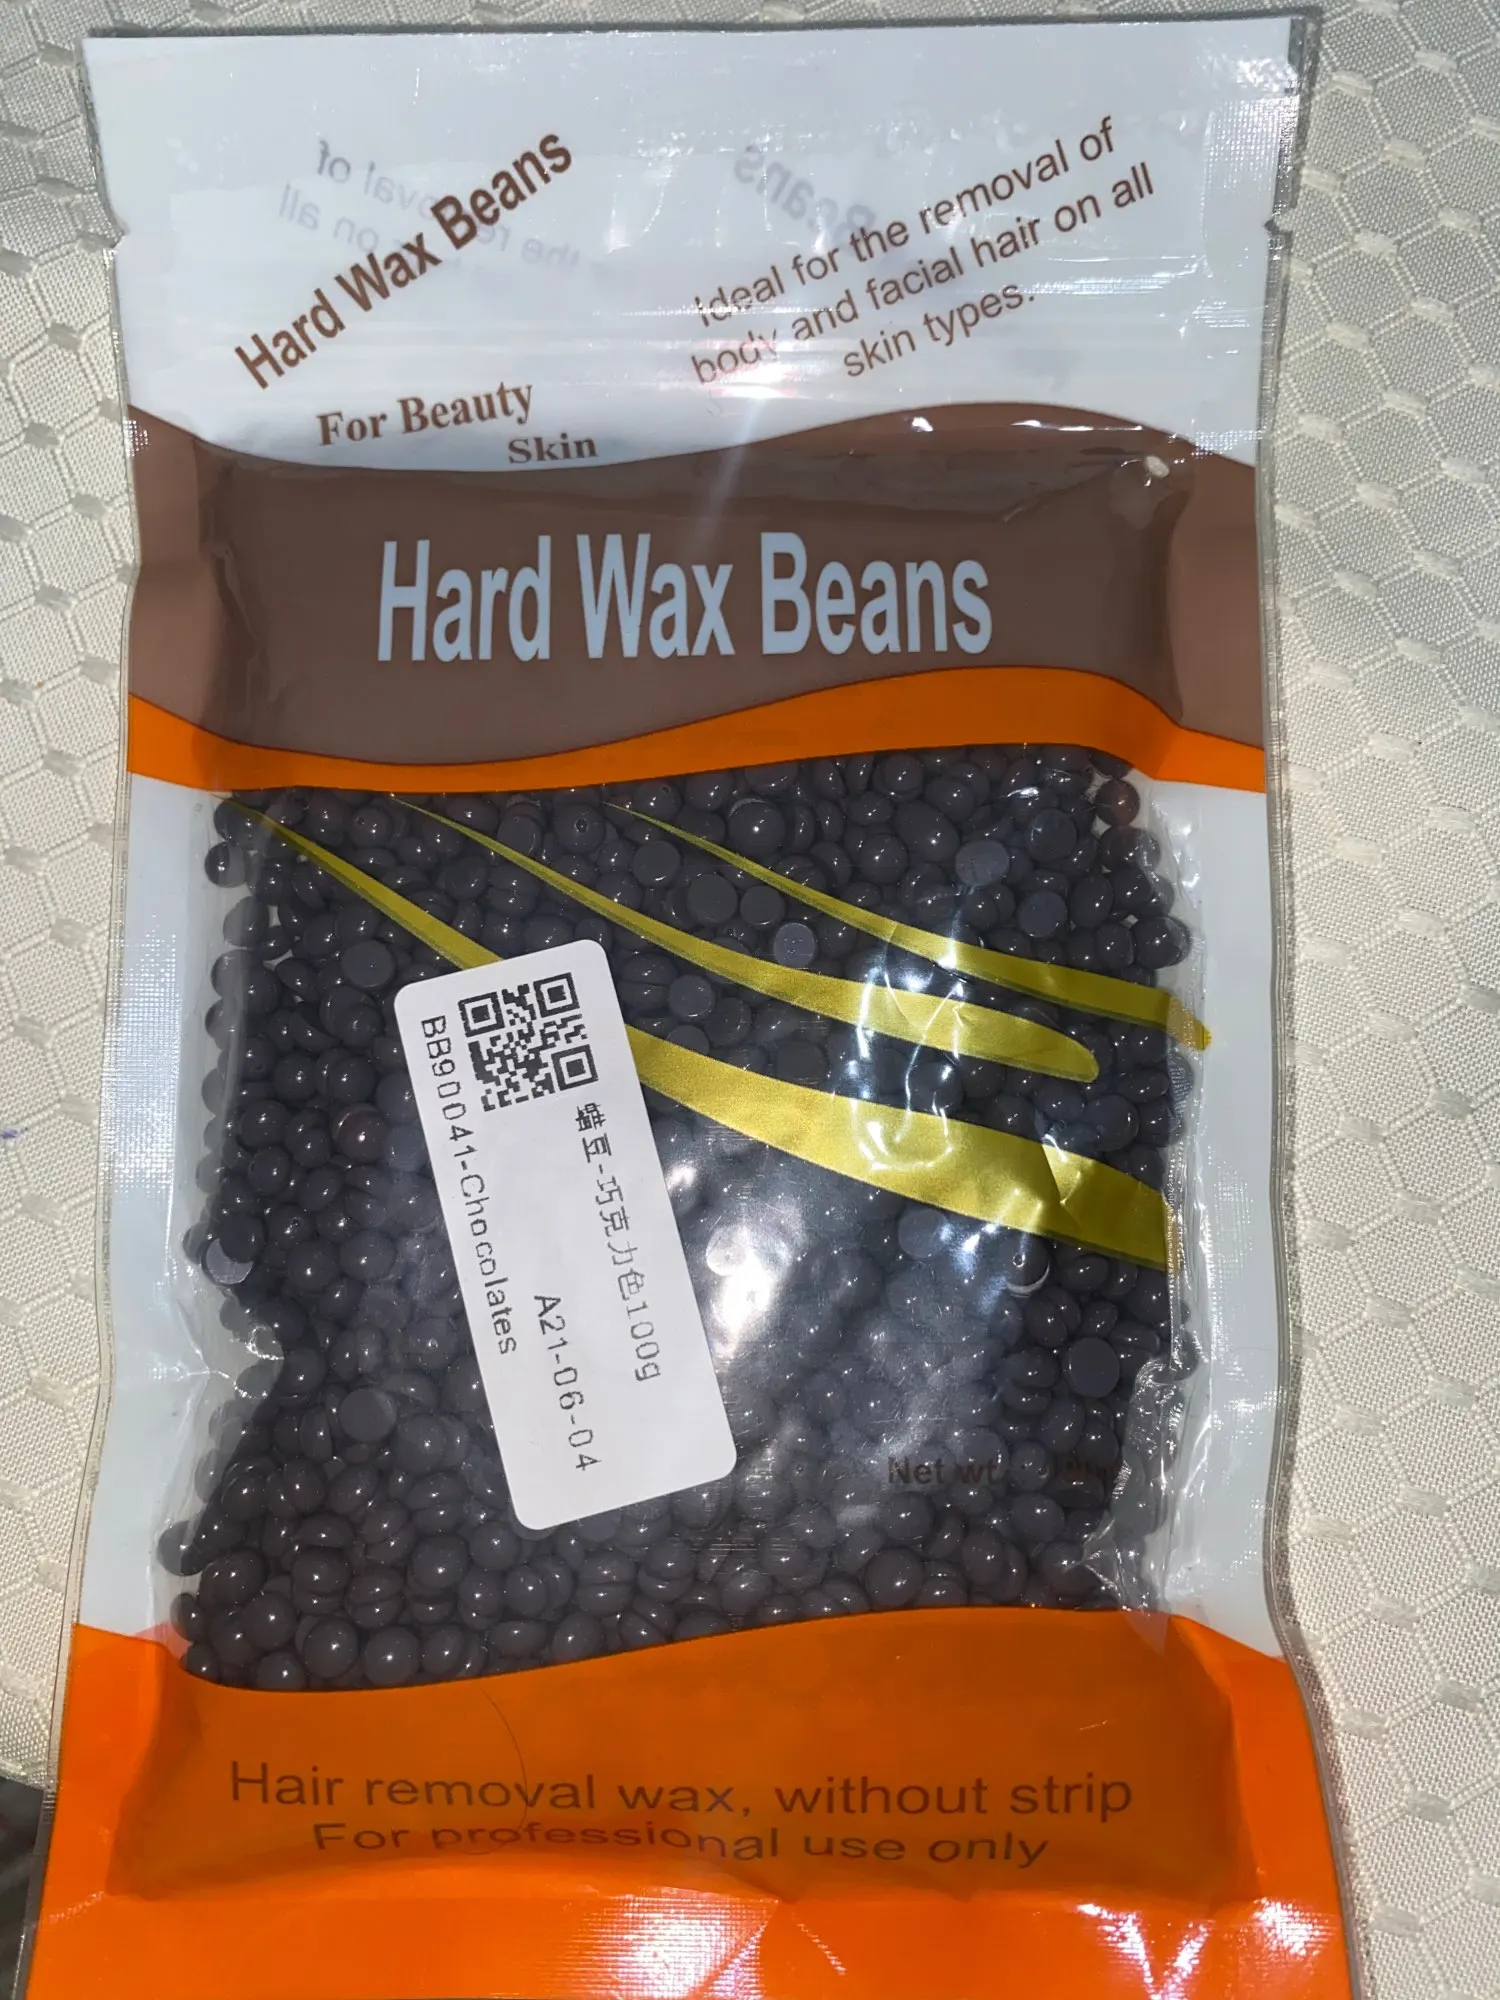 Hard Wax Beans
Ideal for the removal of
body and facial hair on all
skin types.
For Beauty
Skin
Hard Wax Beans
蜡豆-巧克力色100g
A21-06-04
BB90041-Chocolates
Net wt
Hair removal wax, without strip
For professional use only